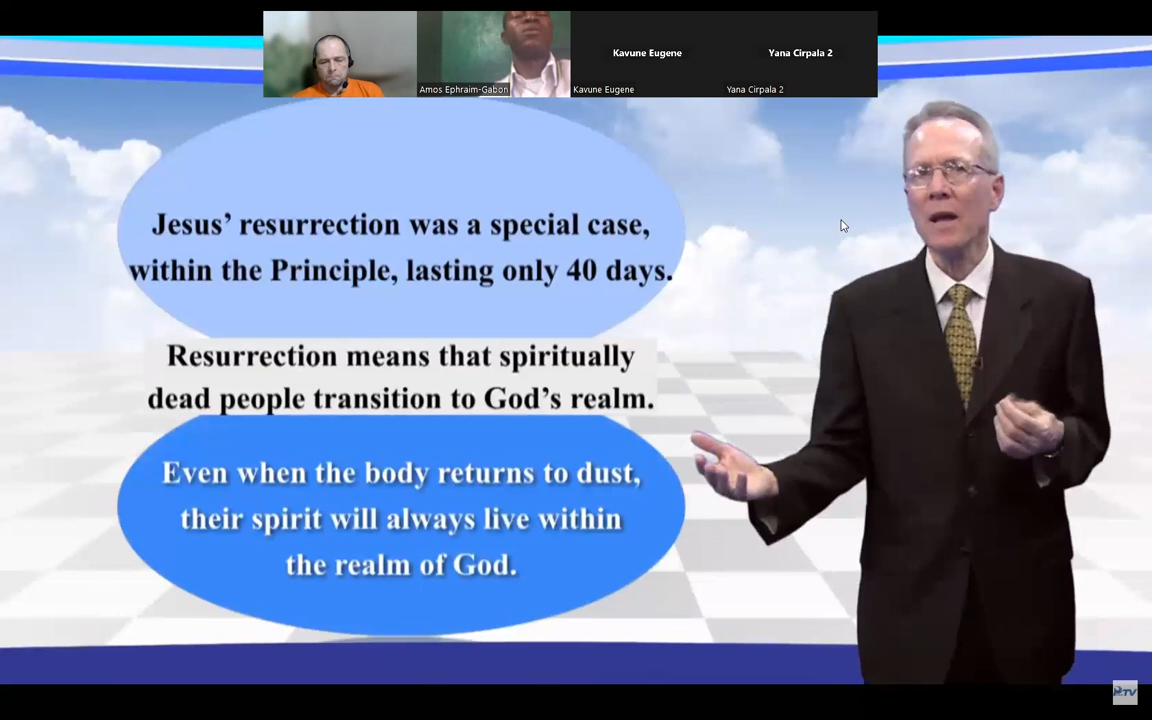 Kavune Eugene
Yana Cirpala 2
Amos Ephraim-Gabon
Kavune Eugene
Yana Cirpala 2
Jesus’ resurrection was a special case,
within the Principle, lasting only 40 days.
Resurrection means that spiritually
dead people transition to God’s realm.
Even when the body returns to dust,
their spirit will always live within
the realm of God.
TV